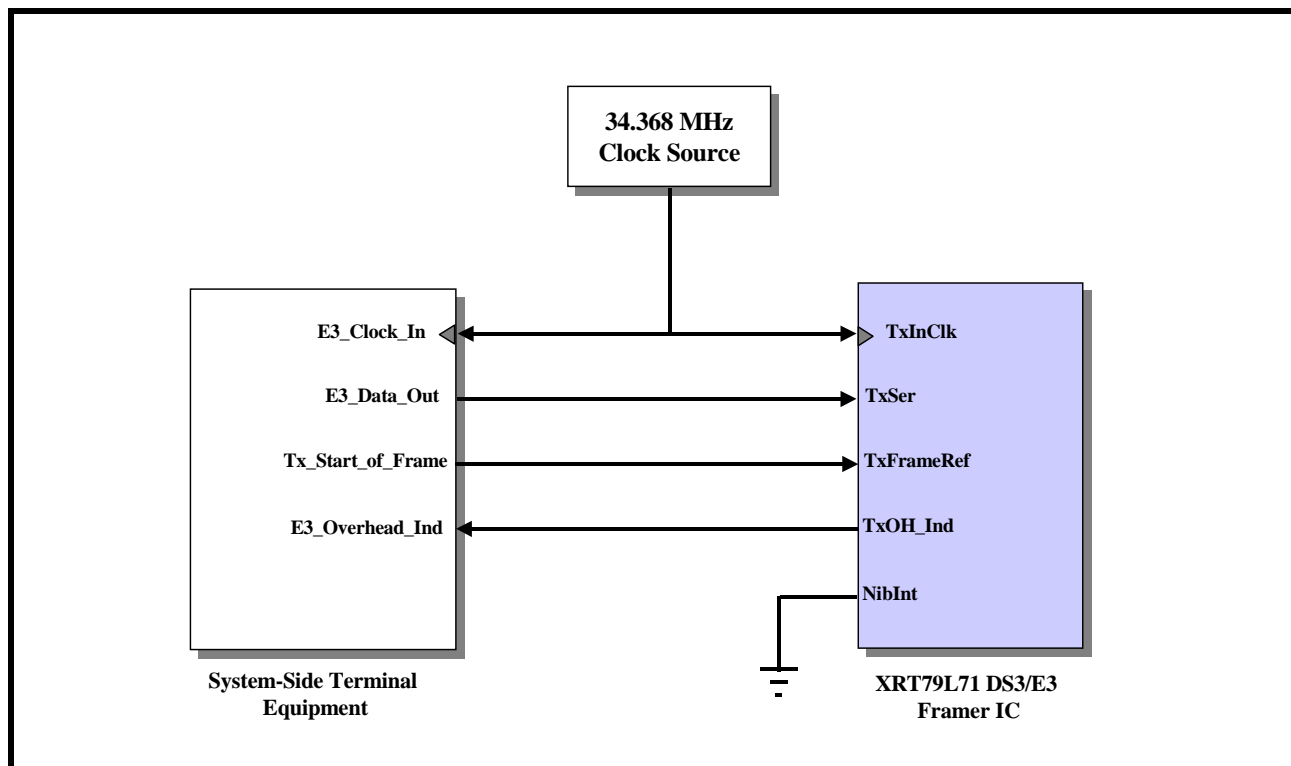 34.368 MHz
Clock Source
E3_Clock_In
TxInClk
E3_Data_Out
TxSer
Tx_Start_of_Frame
TxFrameRef
E3_Overhead_Ind
TxOH_Ind
NibInt
System-Side Terminal
Equipment
XRT79L71 DS3/E3
Framer IC